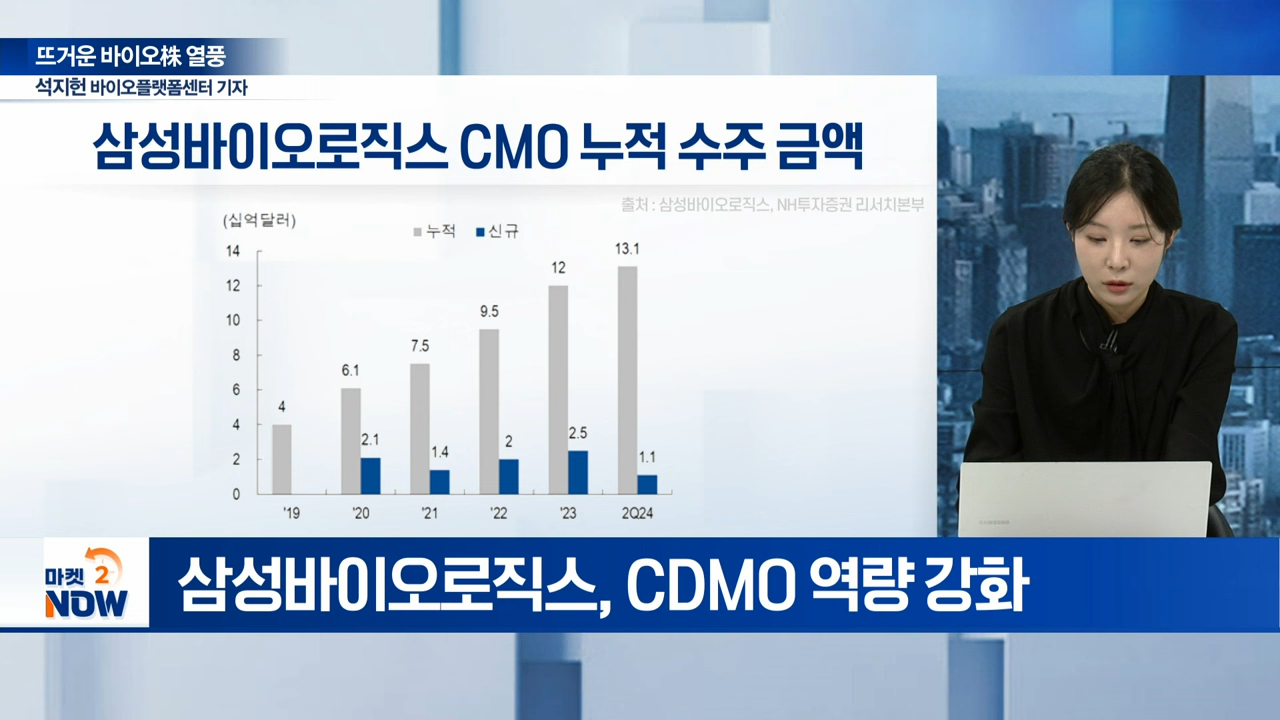 뜨거운 바이오株 열풍
석지헌 바이오플랫폼센터 기자
삼성바이오로직스 CMO 누적 수주 금액
출처 : 삼성바이오로직스, NH투자증권 리서치본부
(십억달러)
누적 신규
14
12
10
8
6
4
2
0
4
6.1
2.1
7.5
1.4
9.5
2
12
2.5
13.1
1.1
'19 '20 '21 '22 '23 2Q24
마켓 2
NOW
삼성바이오로직스, CDMO 역량 강화